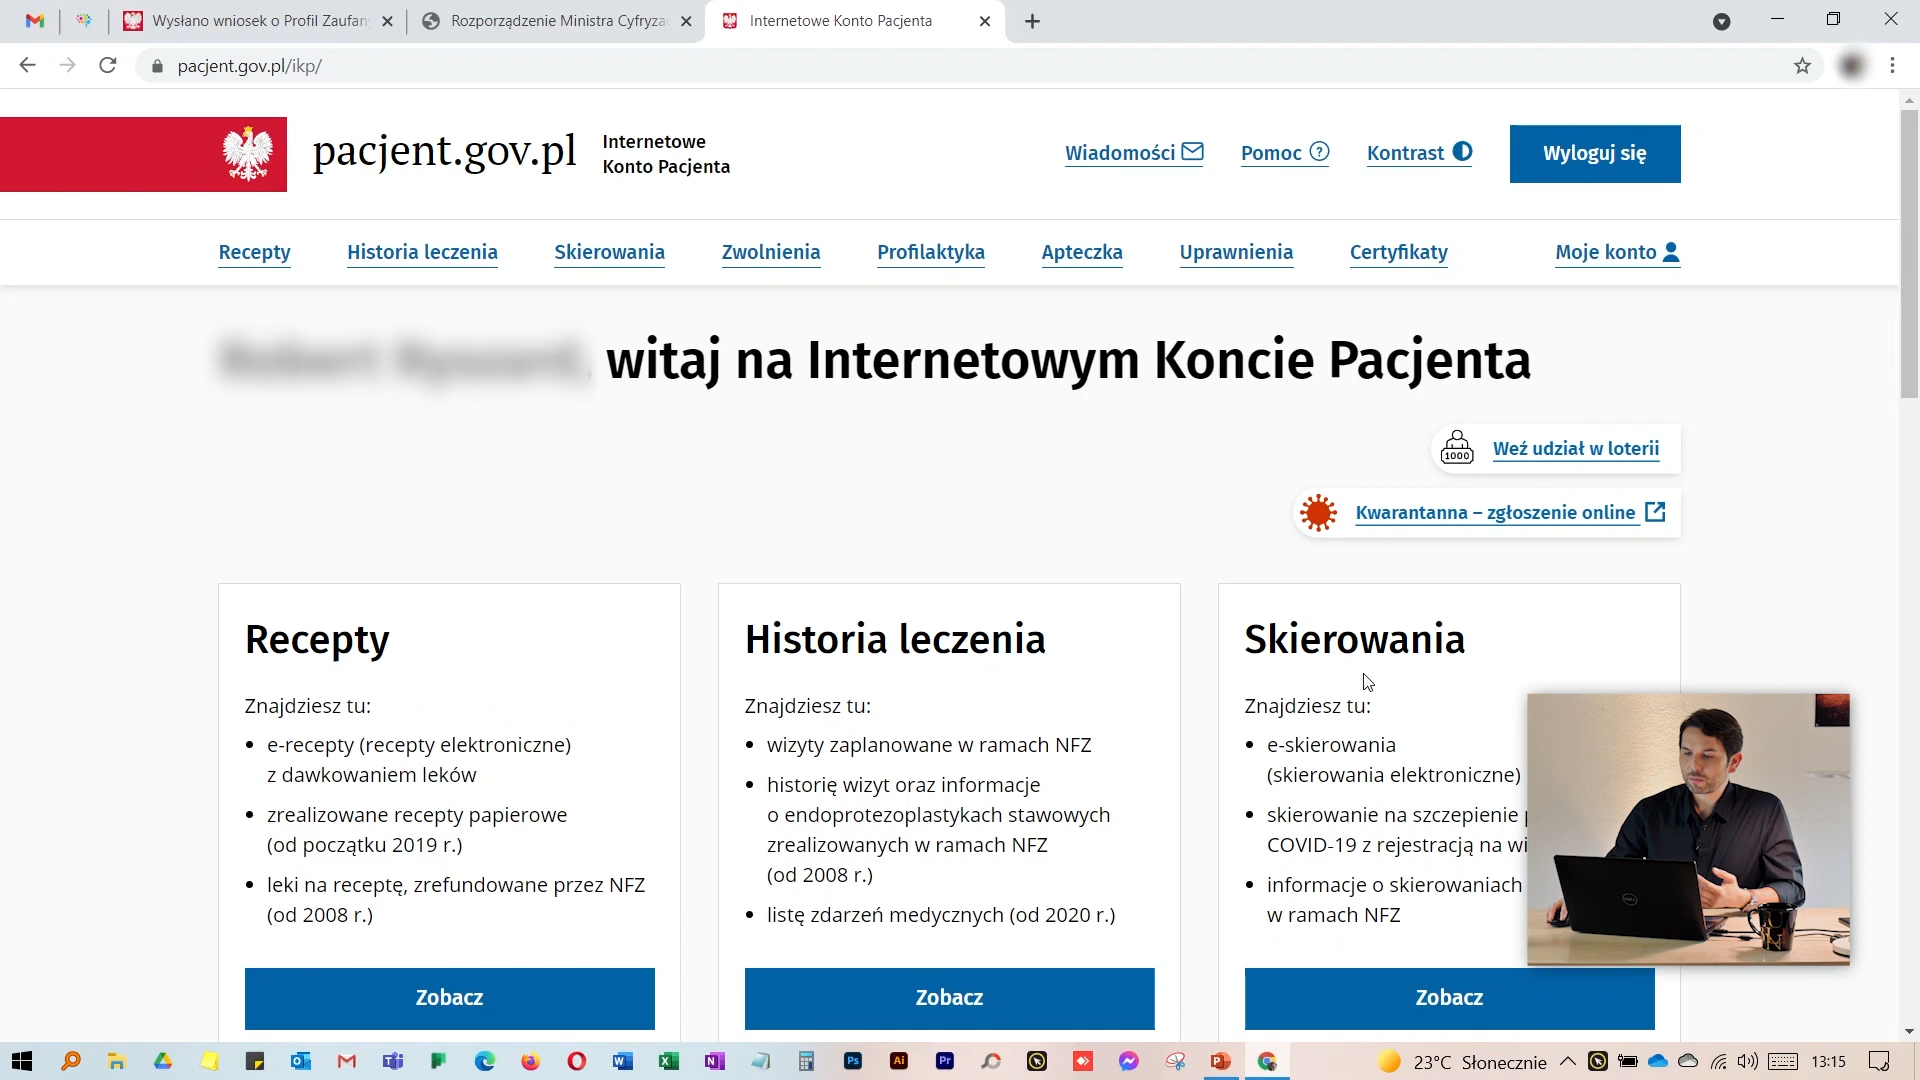 Wysłano wniosek o Profil Zaufan
Rozporządzenie Ministra Cyfryzac
Internetowe Konto Pacjenta
pacjent.gov.pl/ikp/
pacjent.gov.pl
Internetowe
Konto Pacjenta
Wiadomości
Pomoc
Kontrast
Wyloguj się
Recepty
Historia leczenia
Skierowania
Zwolnienia
Profilaktyka
Apteczka
Uprawnienia
Certyfikaty
Moje konto
witaj na Internetowym Koncie Pacjenta
1000
Weź udział w loterii
Kwarantanna – zgłoszenie online
Recepty
Znajdziesz tu:
• e-recepty (recepty elektroniczne)
z dawkowaniem leków
• zrealizowane recepty papierowe
(od początku 2019 r.)
• leki na receptę, zrefundowane przez NFZ
(od 2008 r.)
Zobacz
Historia leczenia
Znajdziesz tu:
• wizyty zaplanowane w ramach NFZ
• historię wizyt oraz informacje
o endoprotezoplastykach stawowych
zrealizowanych w ramach NFZ
(od 2008 r.)
• listę zdarzeń medycznych (od 2020 r.)
Zobacz
Skierowania
Znajdziesz tu:
• e-skierowania
(skierowania elektroniczne)
• skierowanie na szczepienie p
COVID-19 z rejestracją na wi
• informacje o skierowaniach
w ramach NFZ
Zobacz
23°C Słonecznie
13:15